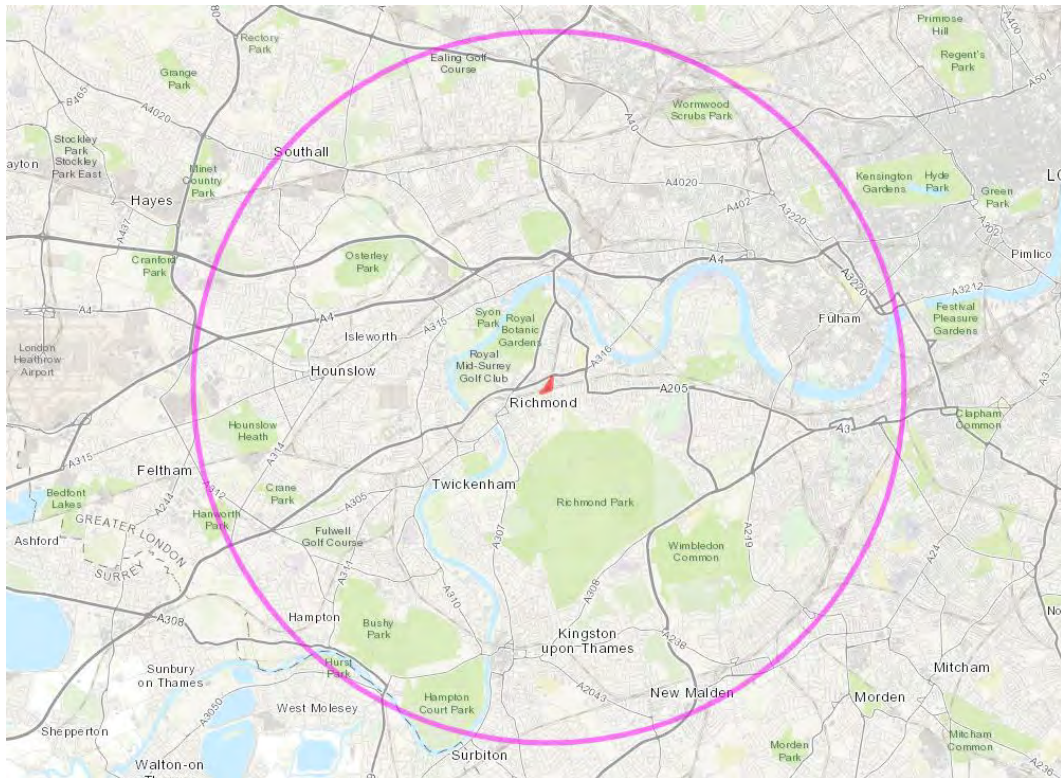 Primrose
Hill
Rectory
Park
A400
Ealing Golf
Course
Regent's
Park
Grange
Park
A501
B465
A4020
Wormwood
Scrubs Park
A40
Stockley
Park
Stockley
Park East
ayton
Southall
Minet
Country
Park
Kensington
Gardens
Hyde
Park
A4020
Green
Park
LO
Hayes
A402
A3220
A437
A302
Cranford
Park
Osterley
Park
A4
Pimlico
A3220
A3212
A4
A4
A315
Syon
Park
Royal
Botanic
Gardens
Fulham
Festival
Pleasure
Gardens
London
Heathrow
Airport
Isleworth
A316
Royal
Mid-Surrey
Golf Club
Hounslow
Richmond
A205
Hounslow
Heath
A3
Clapham
Common
A315
A314
Feltham
Twickenham
Bedfont
Lakes
A244
A312
Crane
Park
A305
Richmond Park
Hanworth
Park
GREATER LONDON
SURREY
Ashford
Fulwell
Golf Course
A307
Wimbledon
Common
A219
A24
A311
A310
A308
A308
Hampton
Bushy
Park
Kingston
upon Thames
A238
No
Sunbury
on Thames
Hurst
Park
Mitcham
A3050
West Molesey
Hampton
Court Park
A2043
New Malden
Morden
Shepperton
Surbiton
Morden
Park
Mitcham
Common
Walton-on
A236